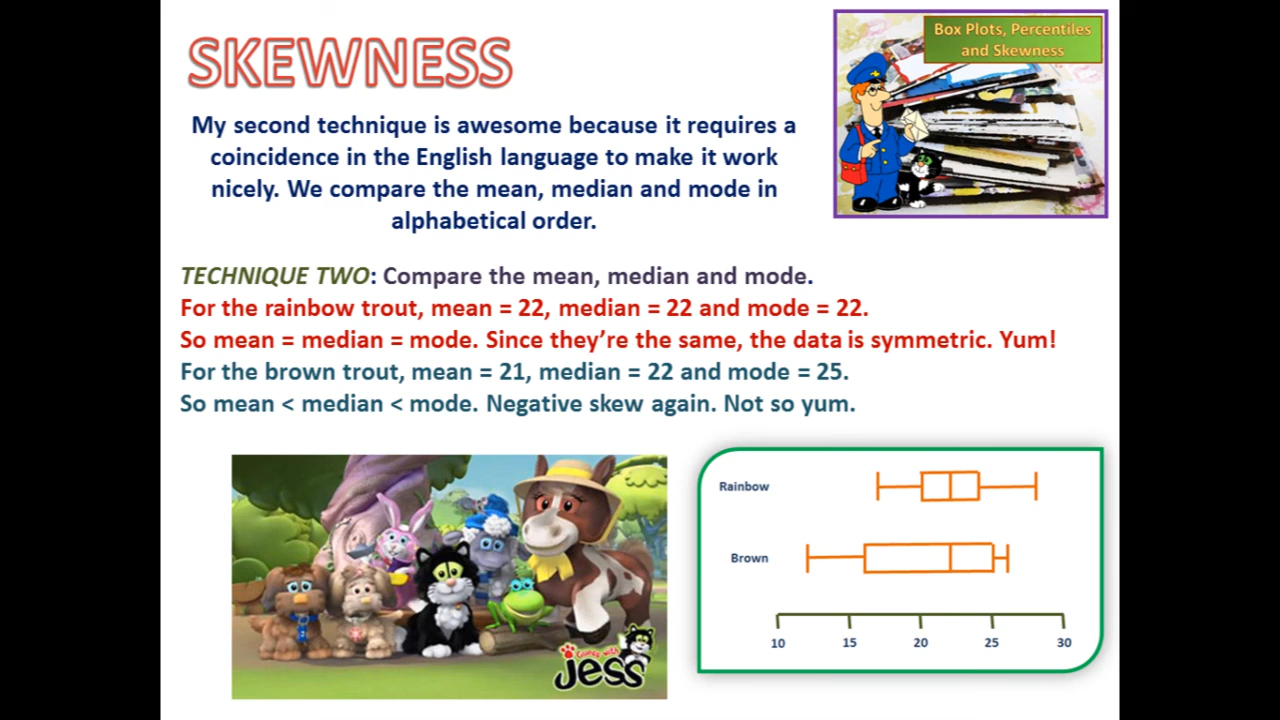 SKEWNESS
Box Plots, Percentiles
and Skewness
My second technique is awesome because it requires a
coincidence in the English language to make it work
nicely. We compare the mean, median and mode in
alphabetical order.
TECHNIQUE TWO: Compare the mean, median and mode.
For the rainbow trout, mean = 22, median = 22 and mode = 22.
So mean = median = mode. Since they’re the same, the data is symmetric. Yum!
For the brown trout, mean = 21, median = 22 and mode = 25.
So mean < median < mode. Negative skew again. Not so yum.
Guess with
Jess
Rainbow
Brown
10 15 20 25 30